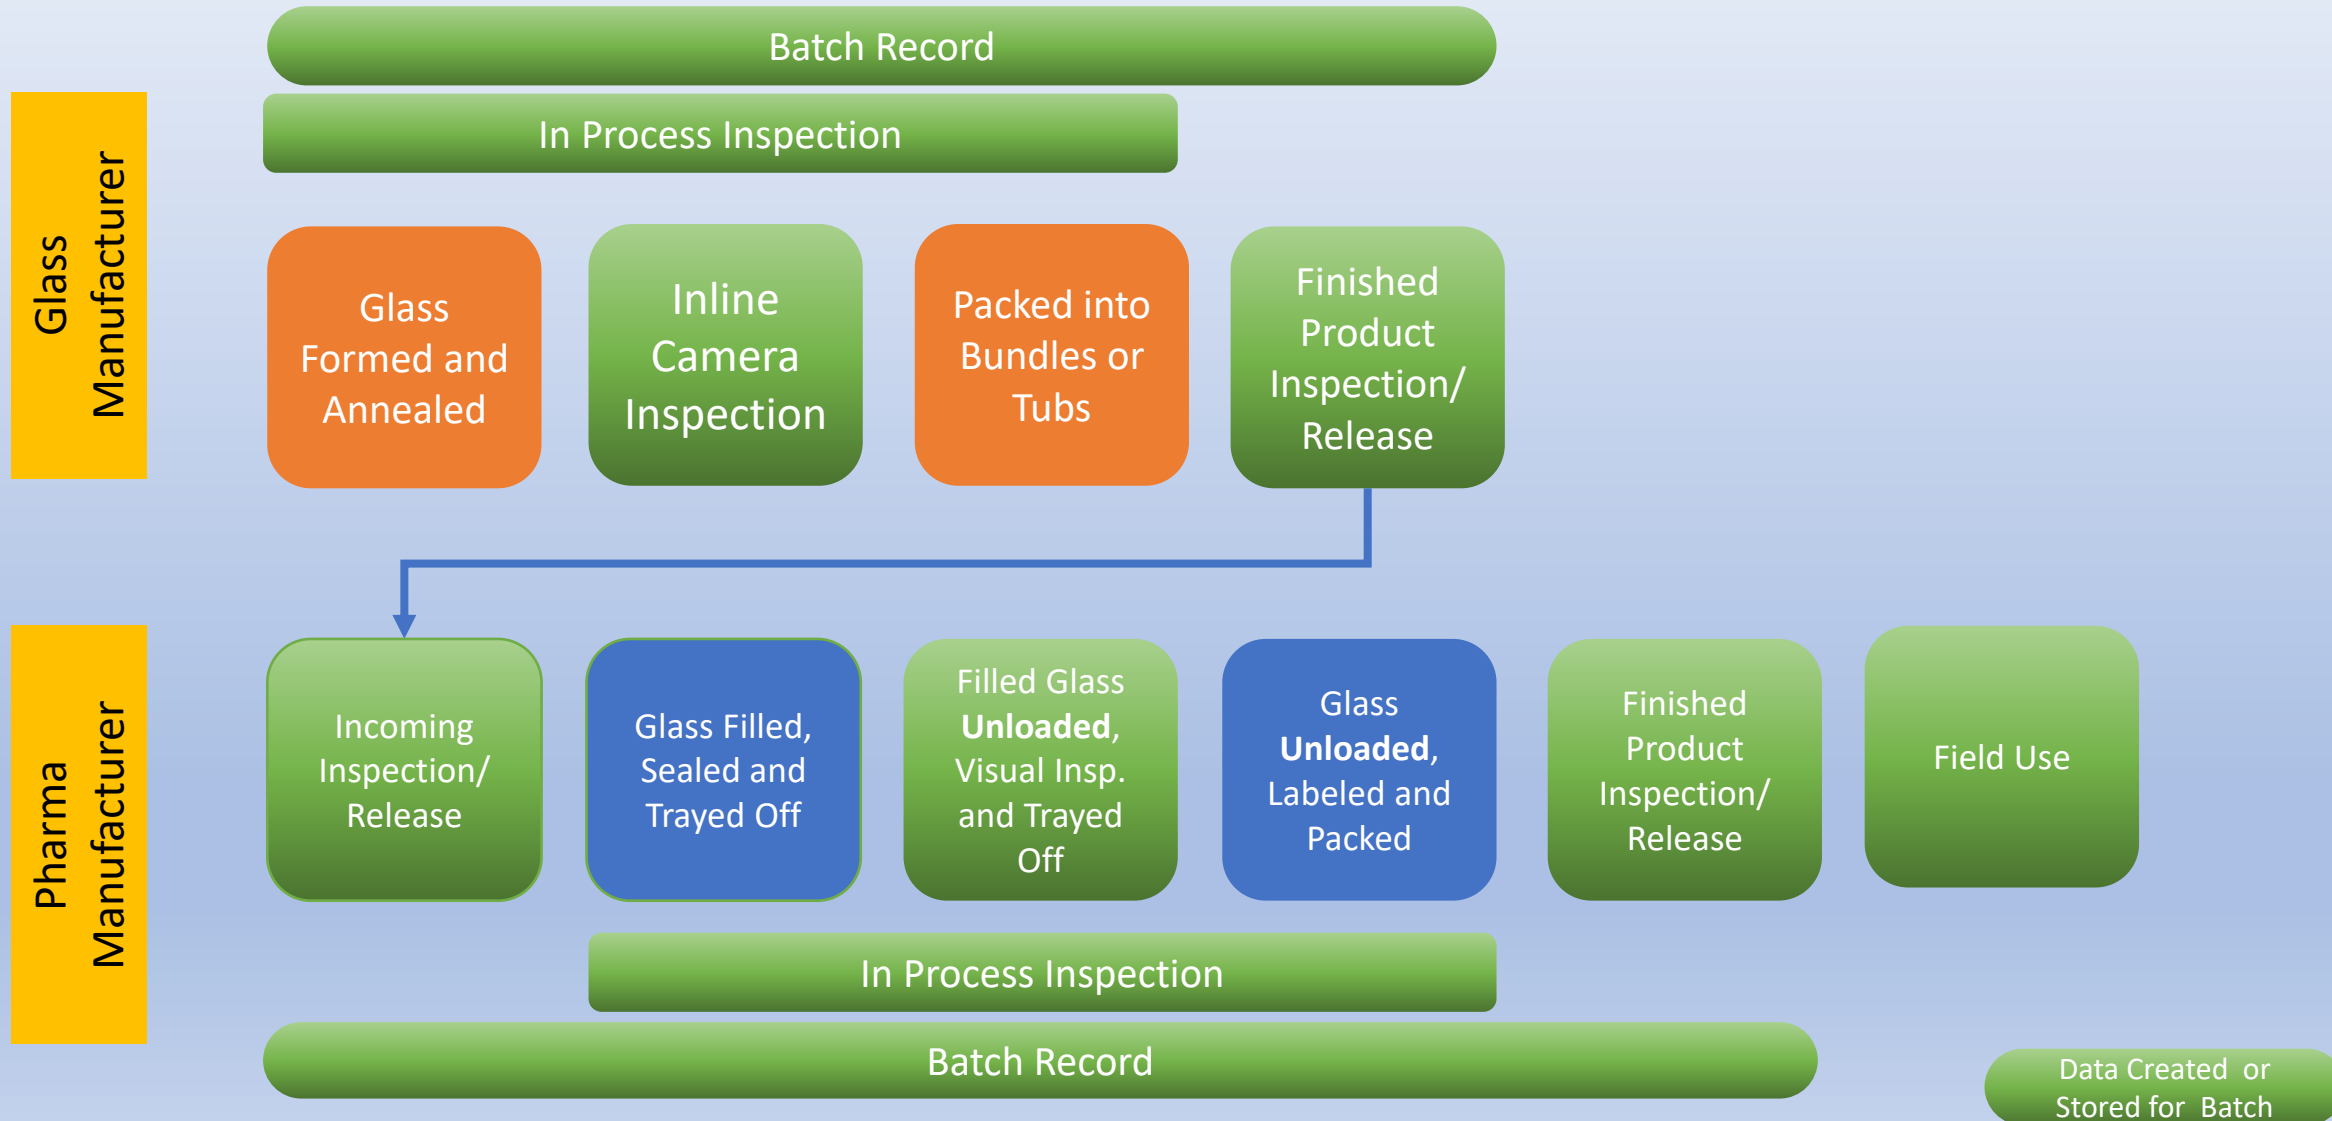 Batch Record
In Process Inspection
Glass
Manufacturer
Glass
Formed and
Annealed
Inline
Camera
Inspection
Packed into
Bundles or
Tubs
Finished
Product
Inspection/
Release
Pharma
Manufacturer
Incoming
Inspection/
Release
Glass Filled,
Sealed and
Trayed Off
Filled Glass
Unloaded,
Visual Insp.
and Trayed
Off
Glass
Unloaded,
Labeled and
Packed
Finished
Product
Inspection/
Release
Field Use
In Process Inspection
Batch Record
Data Created or
Stored for Batch